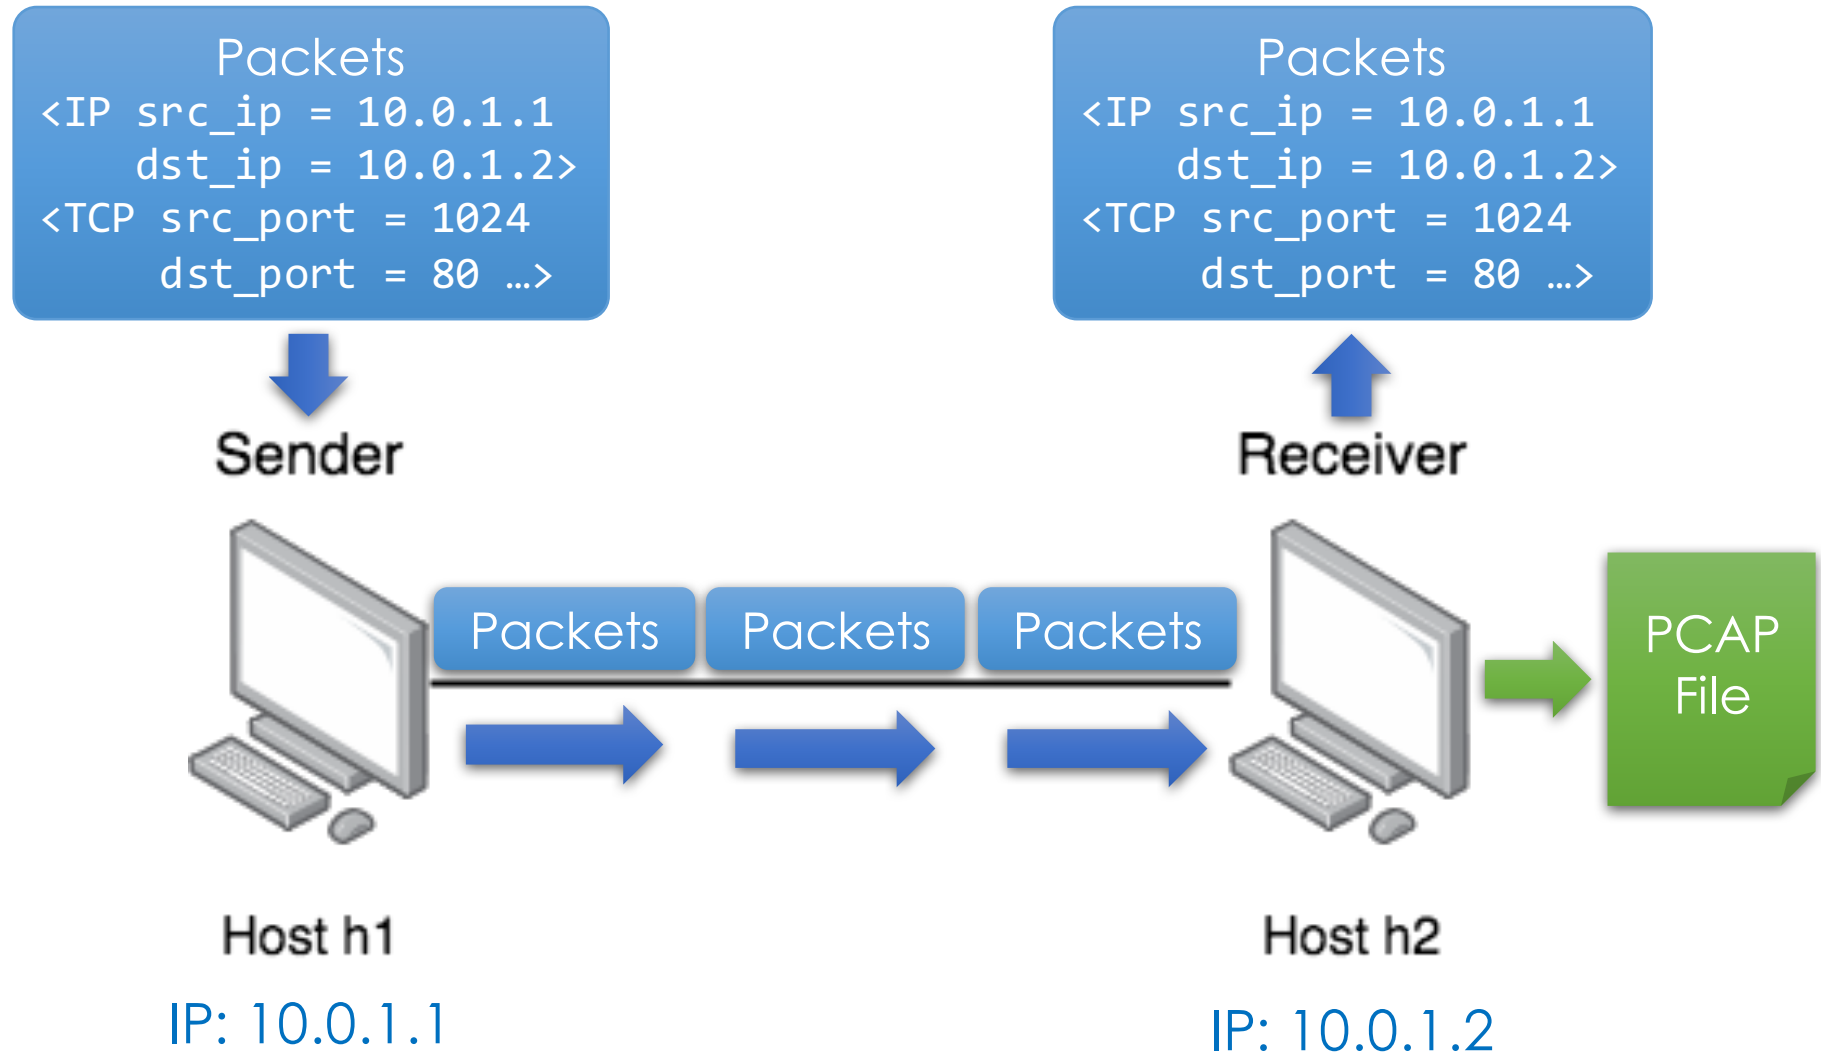 Packets
<IP src_ip = 10.0.1.1
dst_ip = 10.0.1.2>
<TCP src_port = 1024
dst_port = 80 …>
Packets
<IP src_ip = 10.0.1.1
dst_ip = 10.0.1.2>
<TCP src_port = 1024
dst_port = 80 …>
Sender
Receiver
Packets
Packets
Packets
PCAP
File
Host h1
Host h2
IP: 10.0.1.1
IP: 10.0.1.2